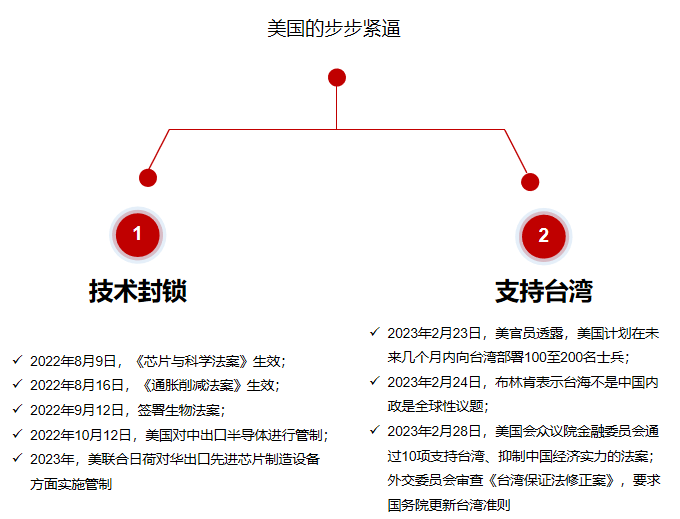 美国的步步紧逼
1
技术封锁
2022年8月9日，《芯片与科学法案》生效；
2022年8月16日，《通胀削减法案》生效；
2022年9月12日，签署生物法案；
2022年10月12日，美国对中出口半导体进行管制；
2023年，美联合日荷对华出口先进芯片制造设备
方面实施管制
2
支持台湾
2023年2月23日，美官员透露，美国计划在未
来几个月内向台湾部署100至200名士兵；
2023年2月24日，布林肯表示台海不是中国内
政是全球性议题；
2023年2月28日，美国会众议院金融委员会通
过10项支持台湾、抑制中国经济实力的法案；
外交委员会审查《台湾保证法修正案》，要求
国务院更新台湾准则